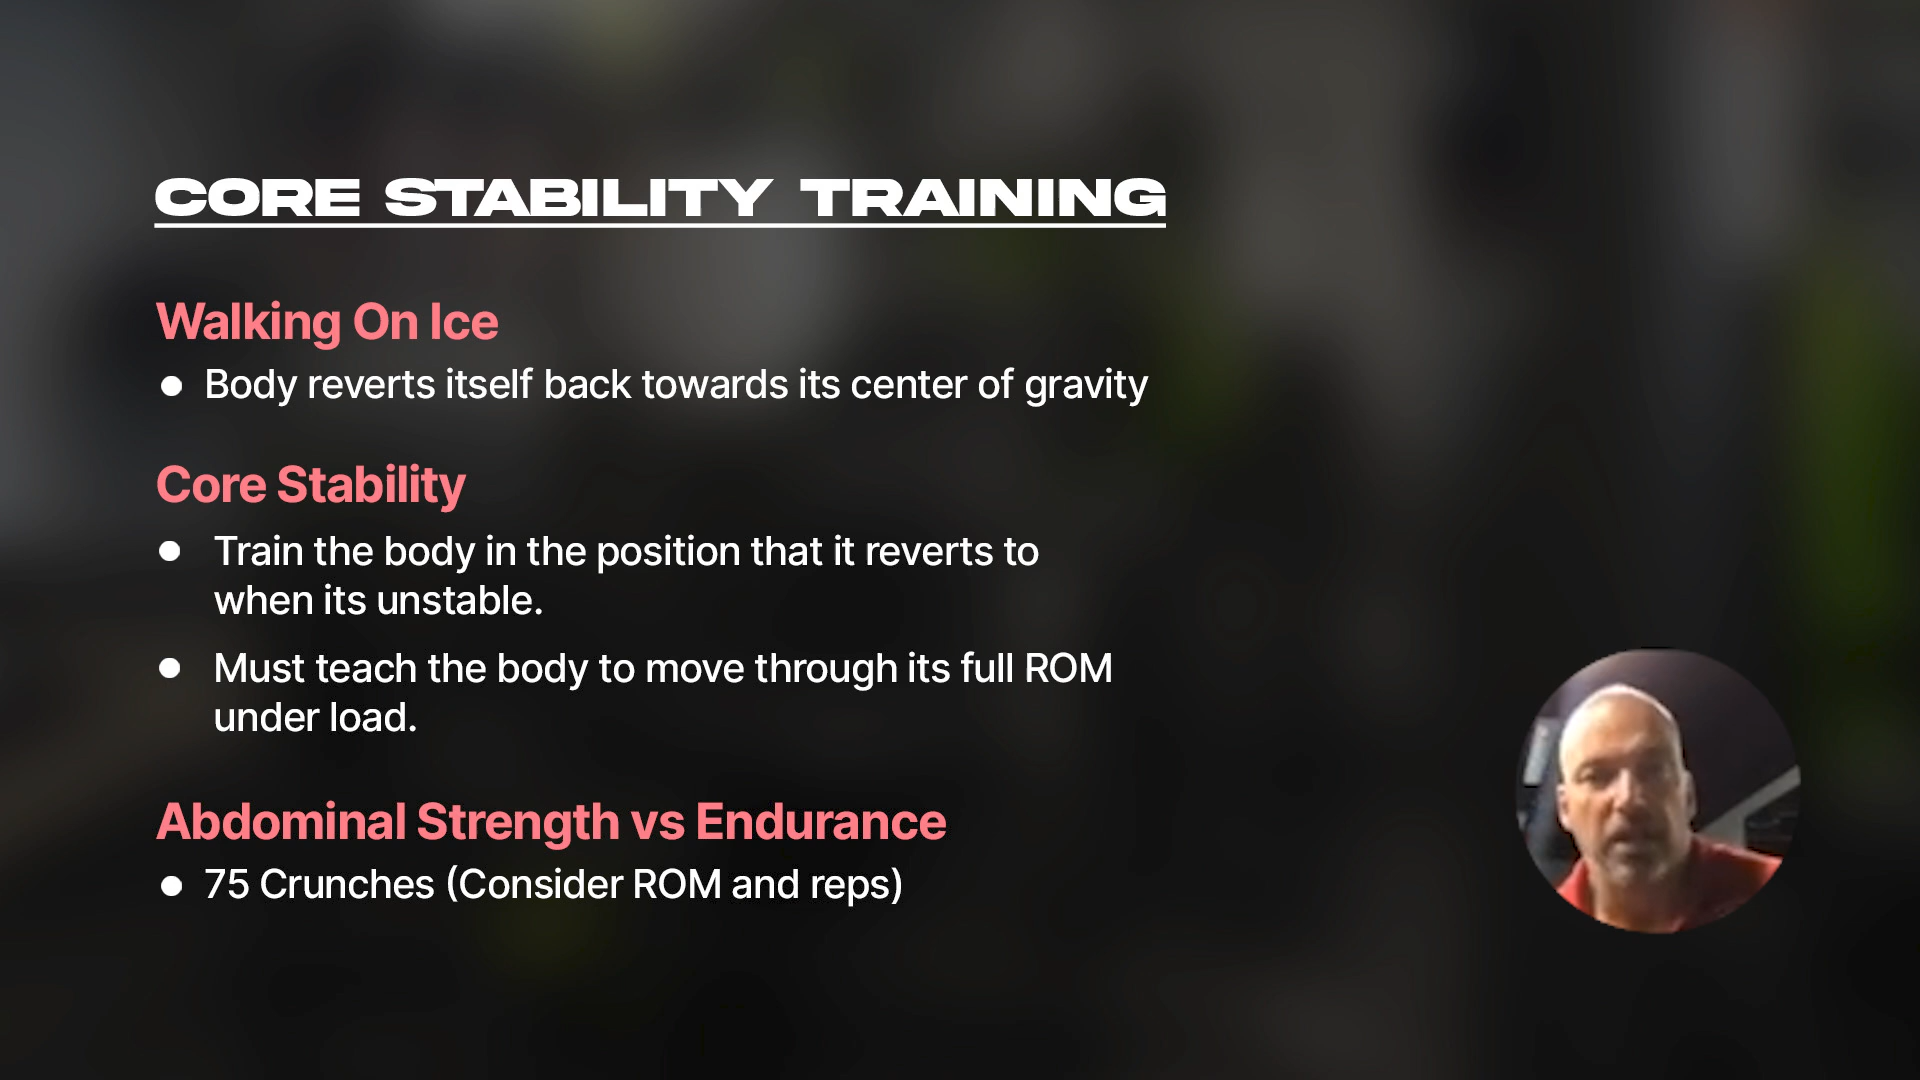 CORE STABILITY TRAINING
Walking On Ice
● Body reverts itself back towards its center of gravity
Core Stability
● Train the body in the position that it reverts to
when its unstable.
● Must teach the body to move through its full ROM
under load.
Abdominal Strength vs Endurance
● 75 Crunches (Consider ROM and reps)